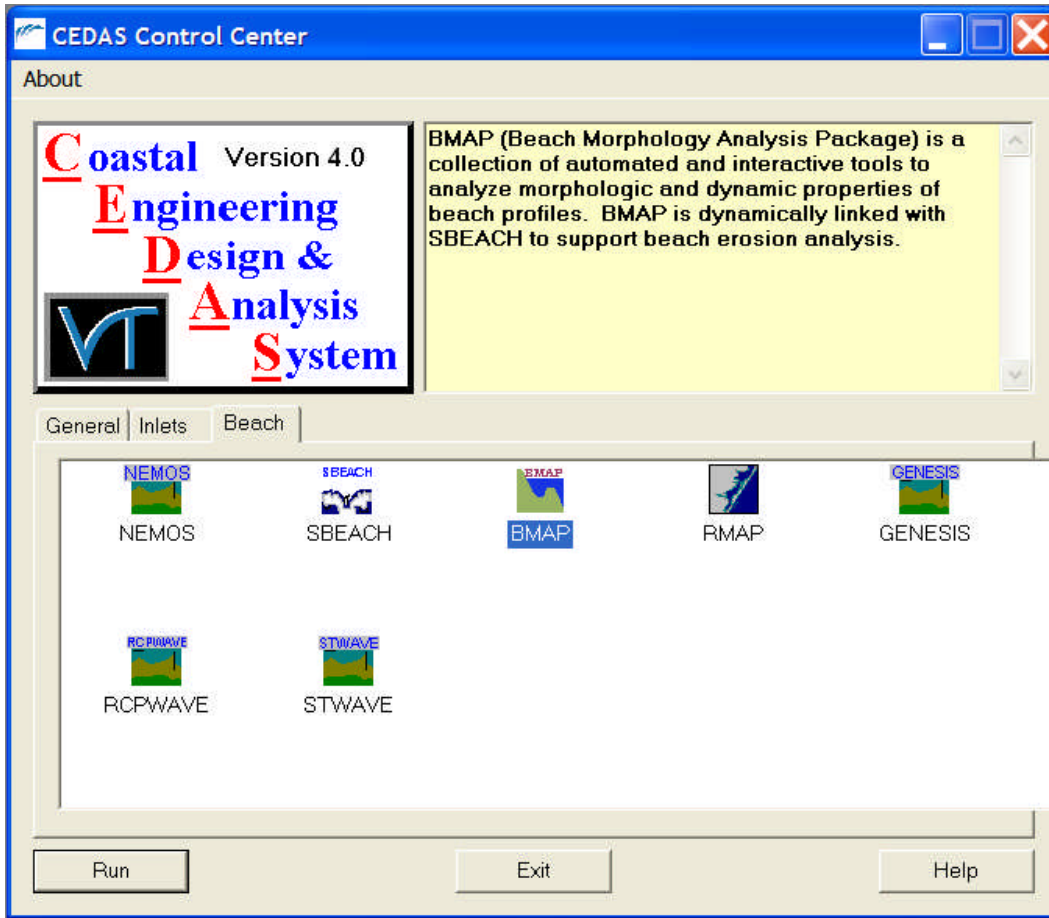 CEDAS Control Center
About
Coastal Version 4.0
Engineering
Design &
Analysis
System
VT
BMAP (Beach Morphology Analysis Package) is a
collection of automated and interactive tools to
analyze morphologic and dynamic properties of
beach profiles. BMAP is dynamically linked with
SBEACH to support beach erosion analysis.
General Inlets Beach
NEMOS SBEACH BMAP GENESIS
NEMOS SBEACH BMAP RMAP GENESIS
RCPWAVE STWAVE
RCPWAVE STWAVE
Run Exit Help